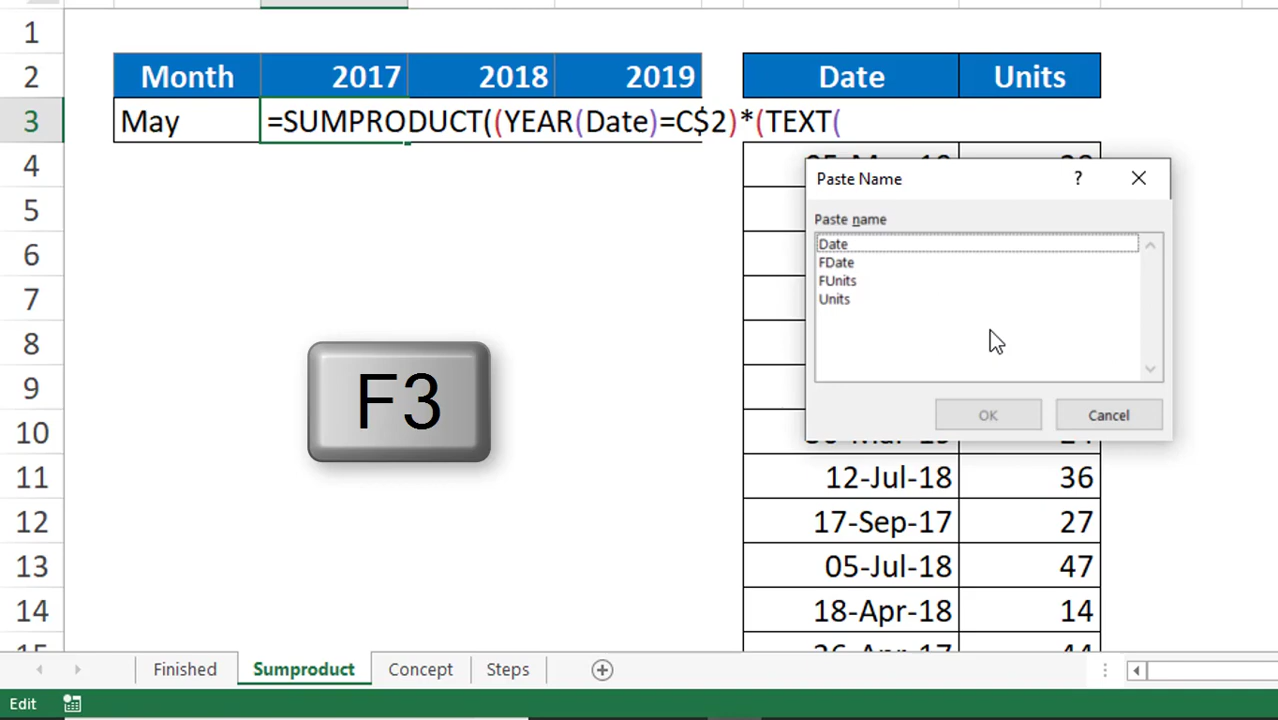 1
2 Month 2017 2018 2019 Date Units
3 May =SUMPRODUCT((YEAR(Date)=C$2)*(TEXT(
4
5
6
7
8
9
10
11 12-Jul-18 36
12 17-Sep-17 27
13 05-Jul-18 47
14 18-Apr-18 14
Paste Name ?
Paste name
Date
FDate
FUnits
Units
OK Cancel
F3
Finished Sumproduct Concept Steps
Edit